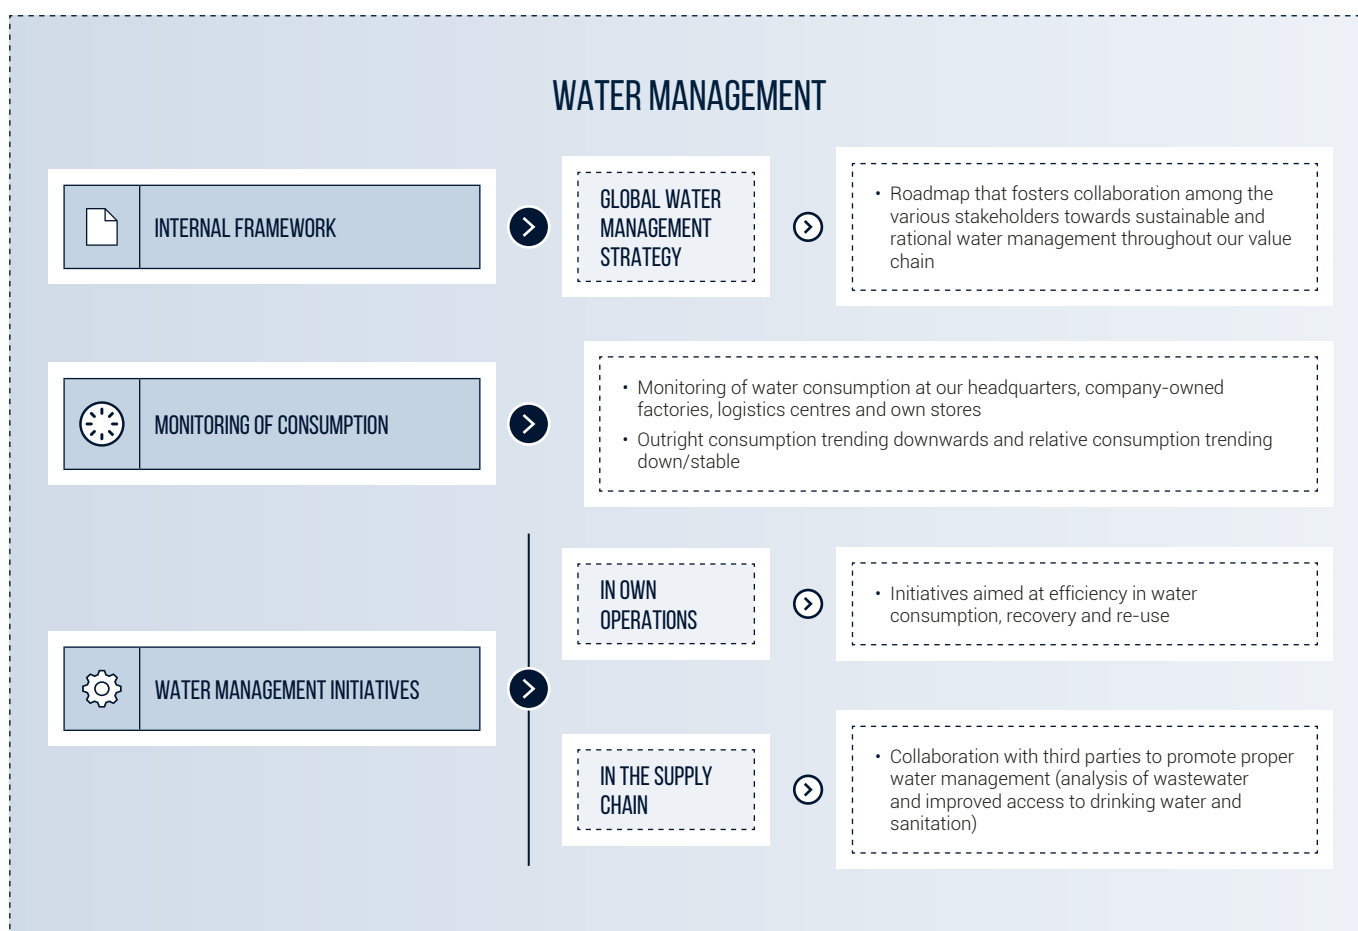 WATER MANAGEMENT
INTERNAL FRAMEWORK
GLOBAL WATER
MANAGEMENT
STRATEGY
• Roadmap that fosters collaboration among the
various stakeholders towards sustainable and
rational water management throughout our value
chain
MONITORING OF CONSUMPTION
• Monitoring of water consumption at our headquarters, company-owned
factories, logistics centres and own stores
• Outright consumption trending downwards and relative consumption trending
down/stable
WATER MANAGEMENT INITIATIVES
IN OWN
OPERATIONS
• Initiatives aimed at efficiency in water
consumption, recovery and re-use
IN THE SUPPLY
CHAIN
• Collaboration with third parties to promote proper
water management (analysis of wastewater
and improved access to drinking water and
sanitation)